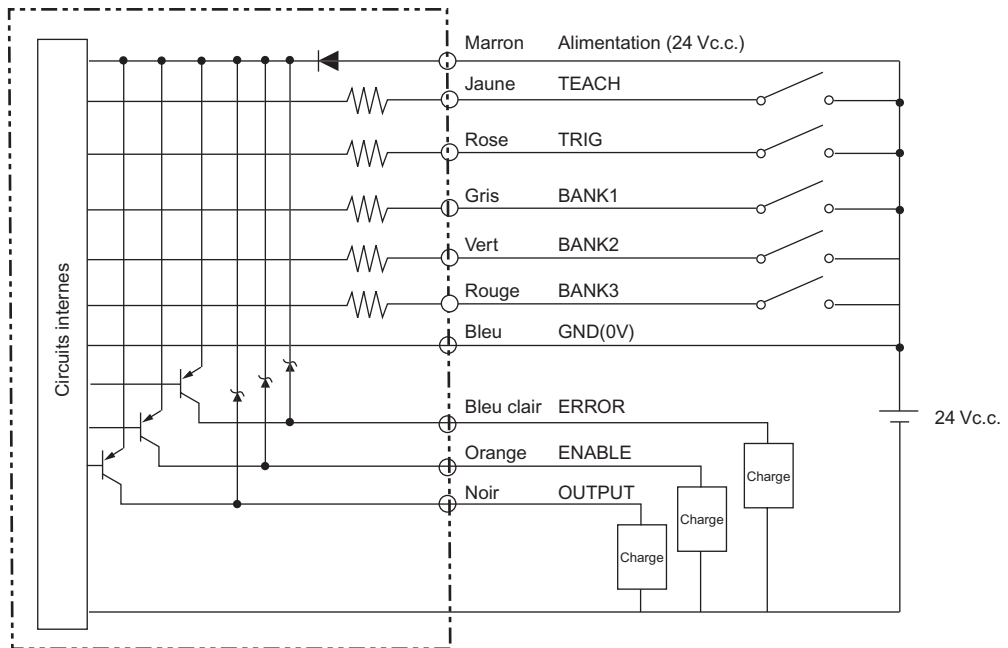 Marron Alimentation (24 Vc.c.)
Jaune TEACH
Rose TRIG
Gris BANK1
Vert BANK2
Rouge BANK3
Bleu GND(0V)
Circuits internes
Bleu clair ERROR
24 Vc.c.
Orange ENABLE
Charge
Noir OUTPUT
Charge
Charge